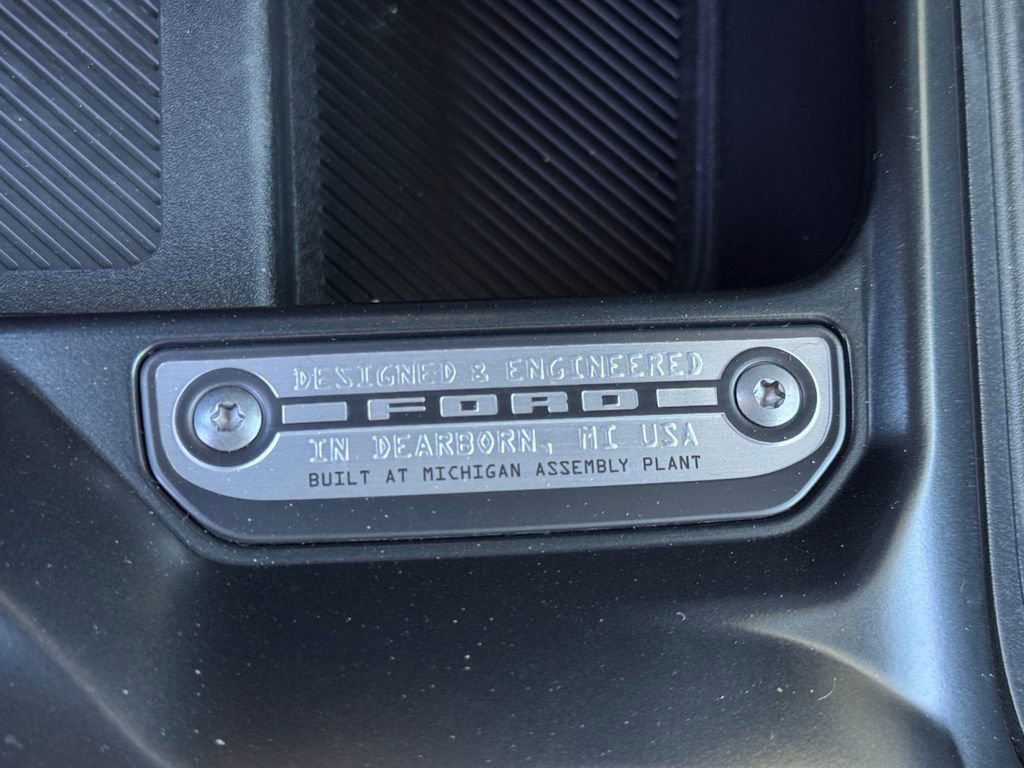 DESIGNED & ENGINEERED
FORD
IN DEARBORN, MI USA
BUILT AT MICHIGAN ASSEMBLY PLANT